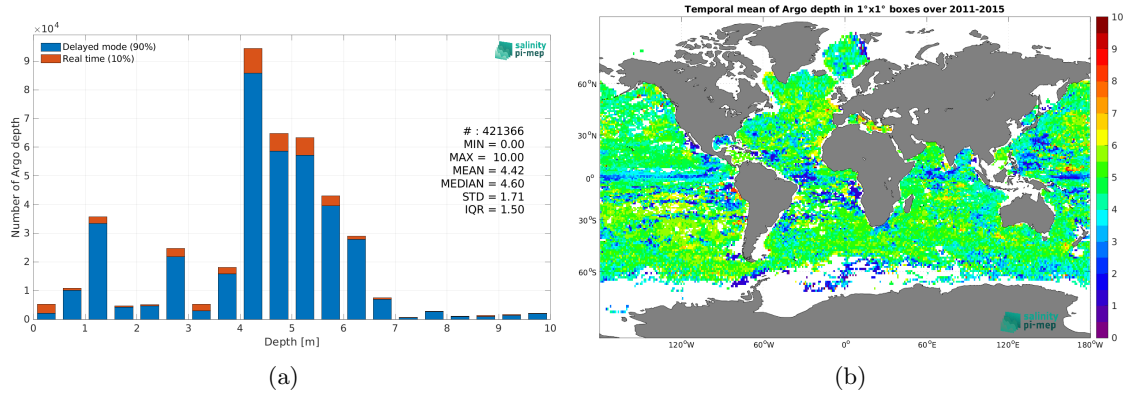 ×10⁴
Delayed mode (90%)
Real time (10%)
salinity
pi-mep
# : 421366
MIN = 0.00
MAX = 10.00
MEAN = 4.42
MEDIAN = 4.60
STD = 1.71
IQR = 1.50
Number of Argo depth
9
8
7
6
5
4
3
2
1
0
0 1 2 3 4 5 6 7 8 9 10
Depth [m]
(a)
Temporal mean of Argo depth in 1°x1° boxes over 2011-2015
60°N
30°N
0°
30°S
60°S
salinity
pi-mep
120°W 60°W 0° 60°E 120°E 180°W
10
9
8
7
6
5
4
3
2
1
0
(b)